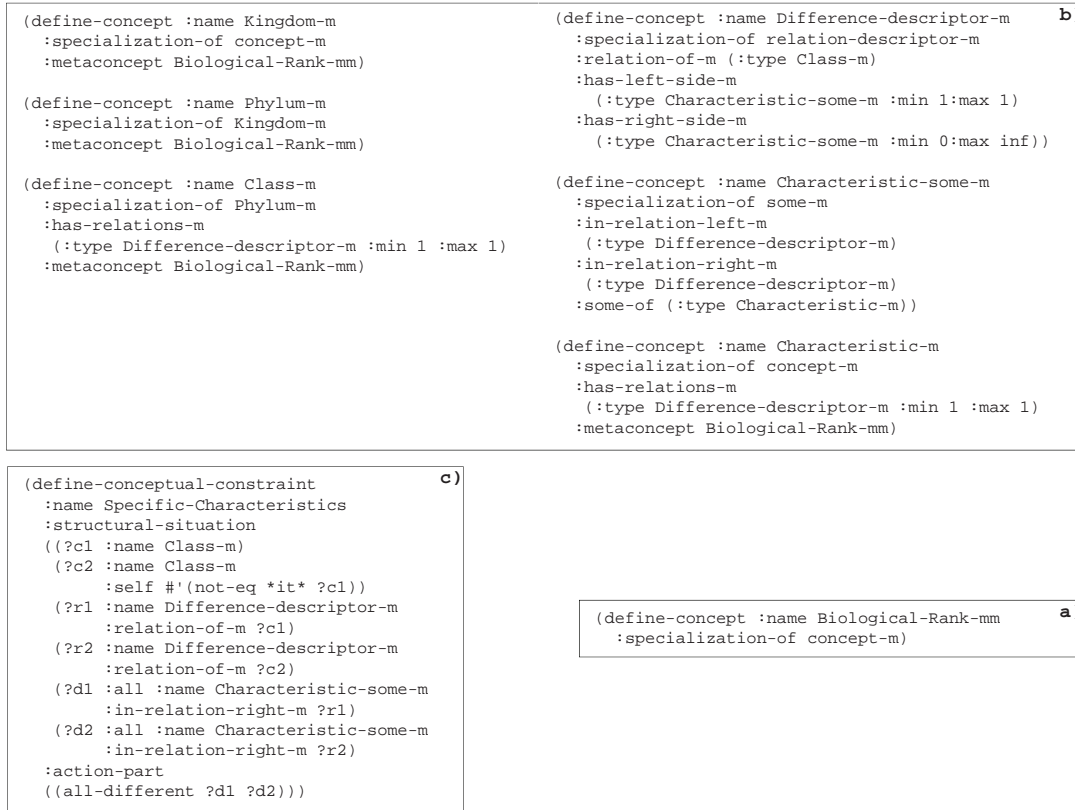 (define-concept :name Kingdom-m
:specialization-of concept-m
:metaconcept Biological-Rank-mm)
(define-concept :name Phylum-m
:specialization-of Kingdom-m
:metaconcept Biological-Rank-mm)
(define-concept :name Class-m
:specialization-of Phylum-m
:has-relations-m
(:type Difference-descriptor-m :min 1 :max 1)
:metaconcept Biological-Rank-mm)
b
(define-concept :name Difference-descriptor-m
:specialization-of relation-descriptor-m
:relation-of-m (:type Class-m)
:has-left-side-m
(:type Characteristic-some-m :min 1:max 1)
:has-right-side-m
(:type Characteristic-some-m :min 0:max inf))
(define-concept :name Characteristic-some-m
:specialization-of some-m
:in-relation-left-m
(:type Difference-descriptor-m)
:in-relation-right-m
(:type Difference-descriptor-m)
:some-of (:type Characteristic-m))
(define-concept :name Characteristic-m
:specialization-of concept-m
:has-relations-m
(:type Difference-descriptor-m :min 1 :max 1)
:metaconcept Biological-Rank-mm)
c)
(define-conceptual-constraint
:name Specific-Characteristics
:structural-situation
((?c1 :name Class-m)
(?c2 :name Class-m
:self #'(not-eq *it* ?c1))
(?r1 :name Difference-descriptor-m
:relation-of-m ?c1)
(?r2 :name Difference-descriptor-m
:relation-of-m ?c2)
(?d1 :all :name Characteristic-some-m
:in-relation-right-m ?r1)
(?d2 :all :name Characteristic-some-m
:in-relation-right-m ?r2)
:action-part
((all-different ?d1 ?d2)))
a
(define-concept :name Biological-Rank-mm
:specialization-of concept-m)